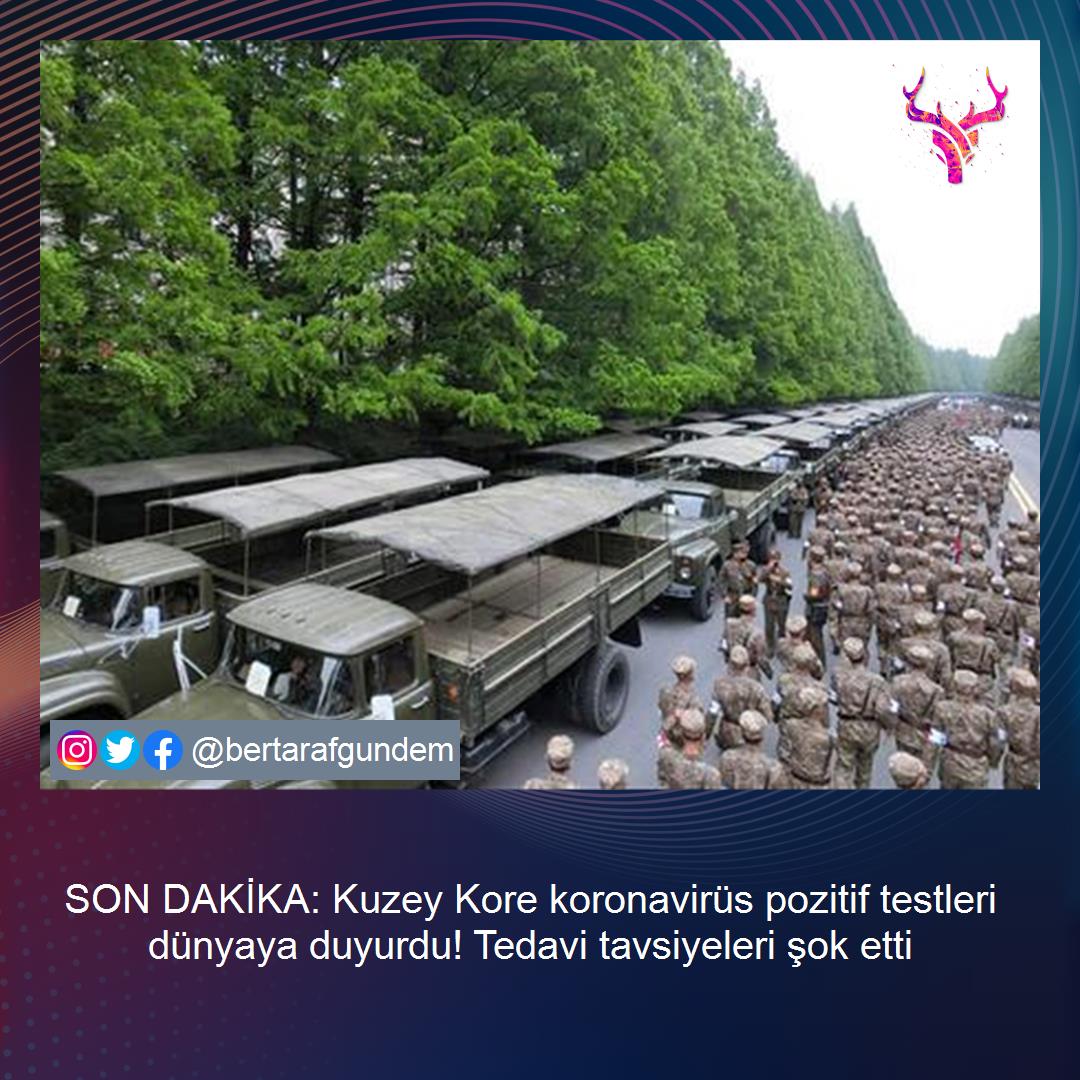 @bertarafgundem
SON DAKİKA: Kuzey Kore koronavirüs pozitif testleri
dünyaya duyurdu! Tedavi tavsiyeleri şok etti